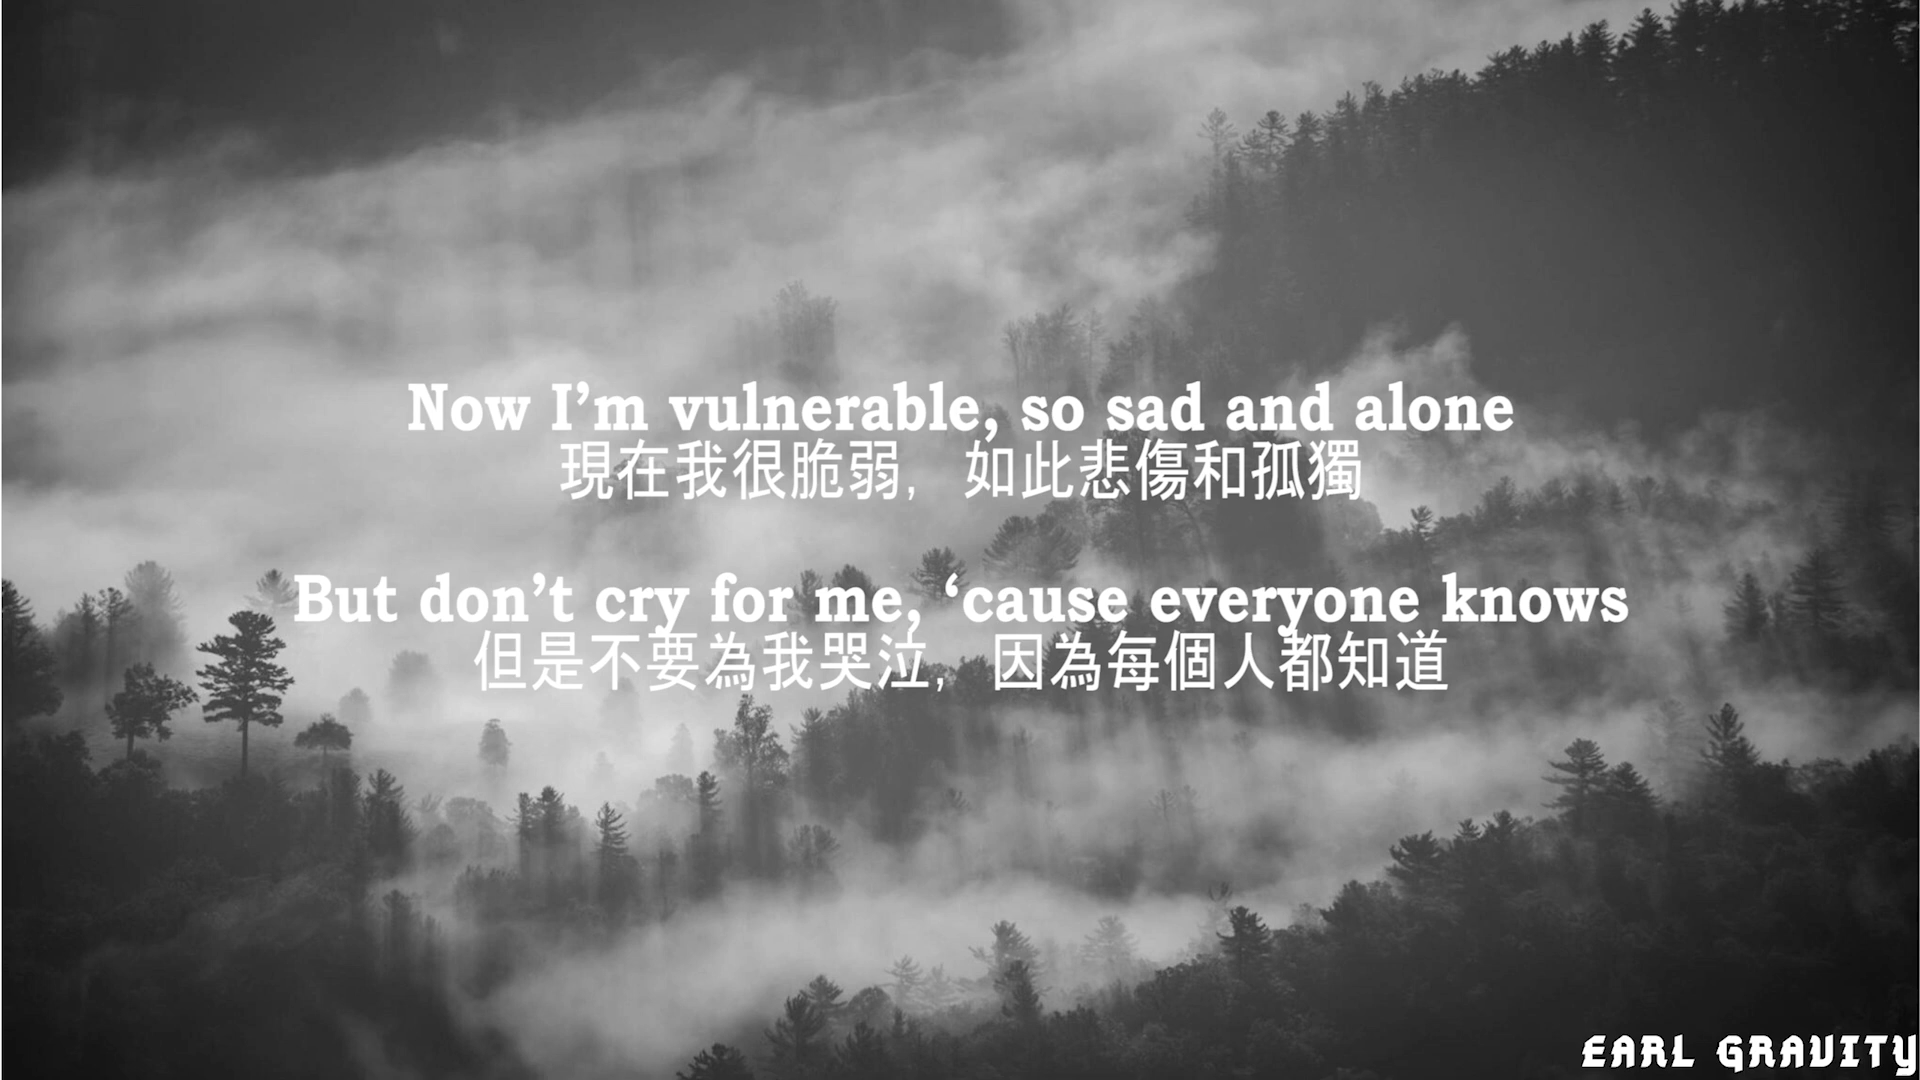 Now I’m vulnerable, so sad and alone
現在我很脆弱，如此悲傷和孤獨
But don’t cry for me, ‘cause everyone knows
但是不要為我哭泣，因為每個人都知道
EARL GRAVITY